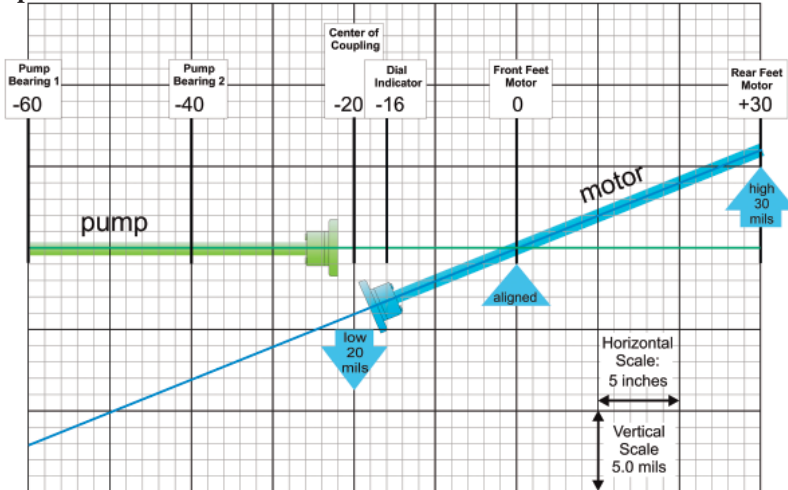 Center of
Coupling
Pump
Bearing 1
-60
Pump
Bearing 2
-40
-20
Dial
Indicator
-16
Front Feet
Motor
0
Rear Feet
Motor
+30
pump
motor
high
30
mils
aligned
low
20
mils
Horizontal
Scale:
5 inches
Vertical
Scale
5.0 mils